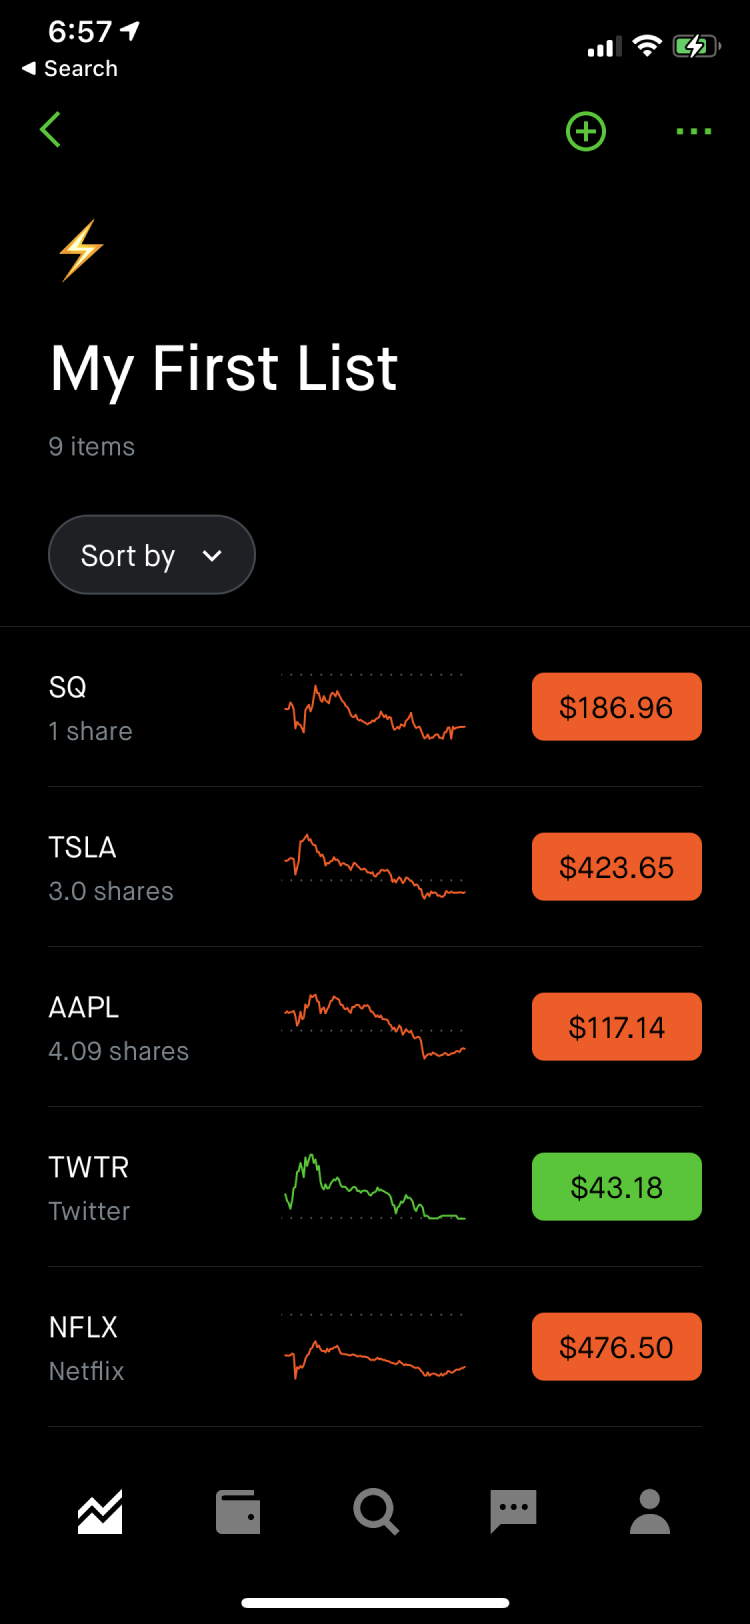 6:57
Search
My First List
9 items
Sort by
SQ
1 share
$186.96
TSLA
3.0 shares
$423.65
AAPL
4.09 shares
$117.14
TWTR
Twitter
$43.18
NFLX
Netflix
$476.50